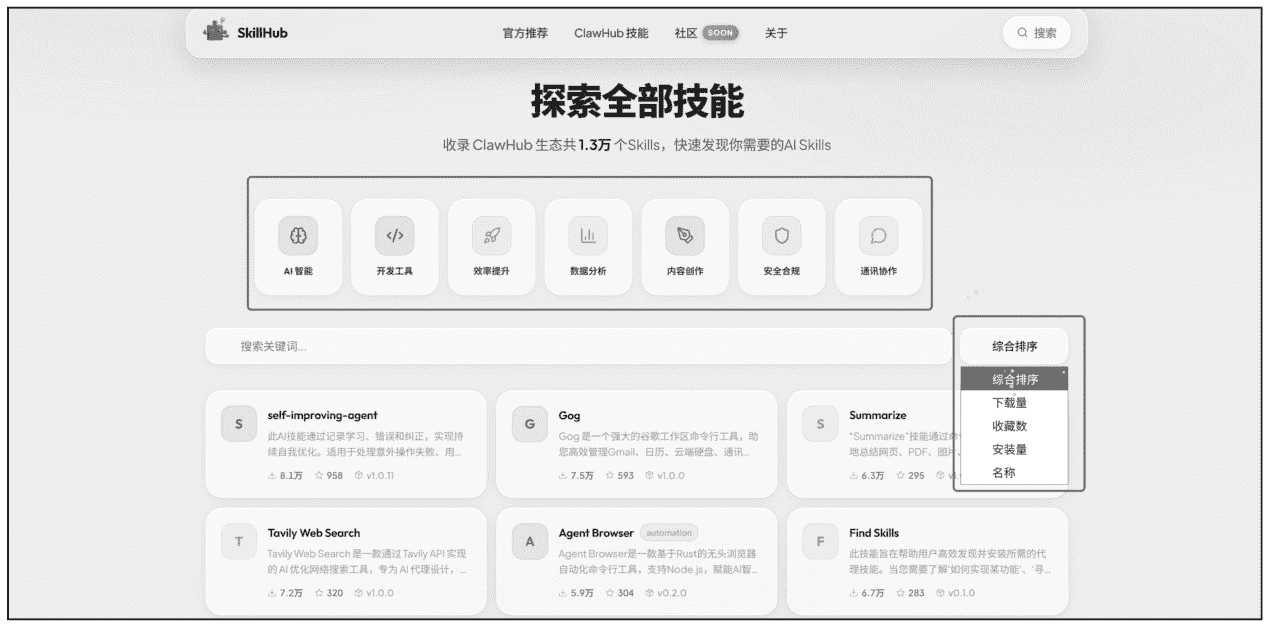 SkillHub
官方推荐
ClawHub 技能
社区 SOON
关于
搜索
探索全部技能
收录 ClawHub 生态共 1.3万 个Skills，快速发现你需要的AI Skills
AI 智能
开发工具
效率提升
数据分析
内容创作
安全合规
通讯协作
搜索关键词...
综合排序
综合排序
下载量
收藏数
安装量
名称
S
self-improving-agent
此AI技能通过记录学习、错误和纠正，实现持
续自我优化。适用于处理意外操作失败、用...
8.1万 958 v1.0.11
G
Gog
Gog 是一个强大的谷歌工作区命令行工具，助
您高效管理Gmail、日历、云端硬盘、通讯...
7.5万 593 v1.0.0
S
Summarize
“Summarize”技能通过命
地总结网页、PDF、图片、
6.3万 295 v1.
T
Tavily Web Search
Tavily Web Search 是一款通过 Tavily API 实现
的 AI 优化网络搜索工具，专为 AI 代理设计，...
7.2万 320 v1.0.0
A
Agent Browser automation
Agent Browser是一款基于Rust的无头浏览器
自动化命令行工具，支持Node.js，赋能AI智...
5.9万 304 v0.2.0
F
Find Skills
此技能旨在帮助用户高效发现并安装所需的代
理技能。当您需要了解‘如何实现某功能’、‘寻...
6.7万 283 v0.1.0